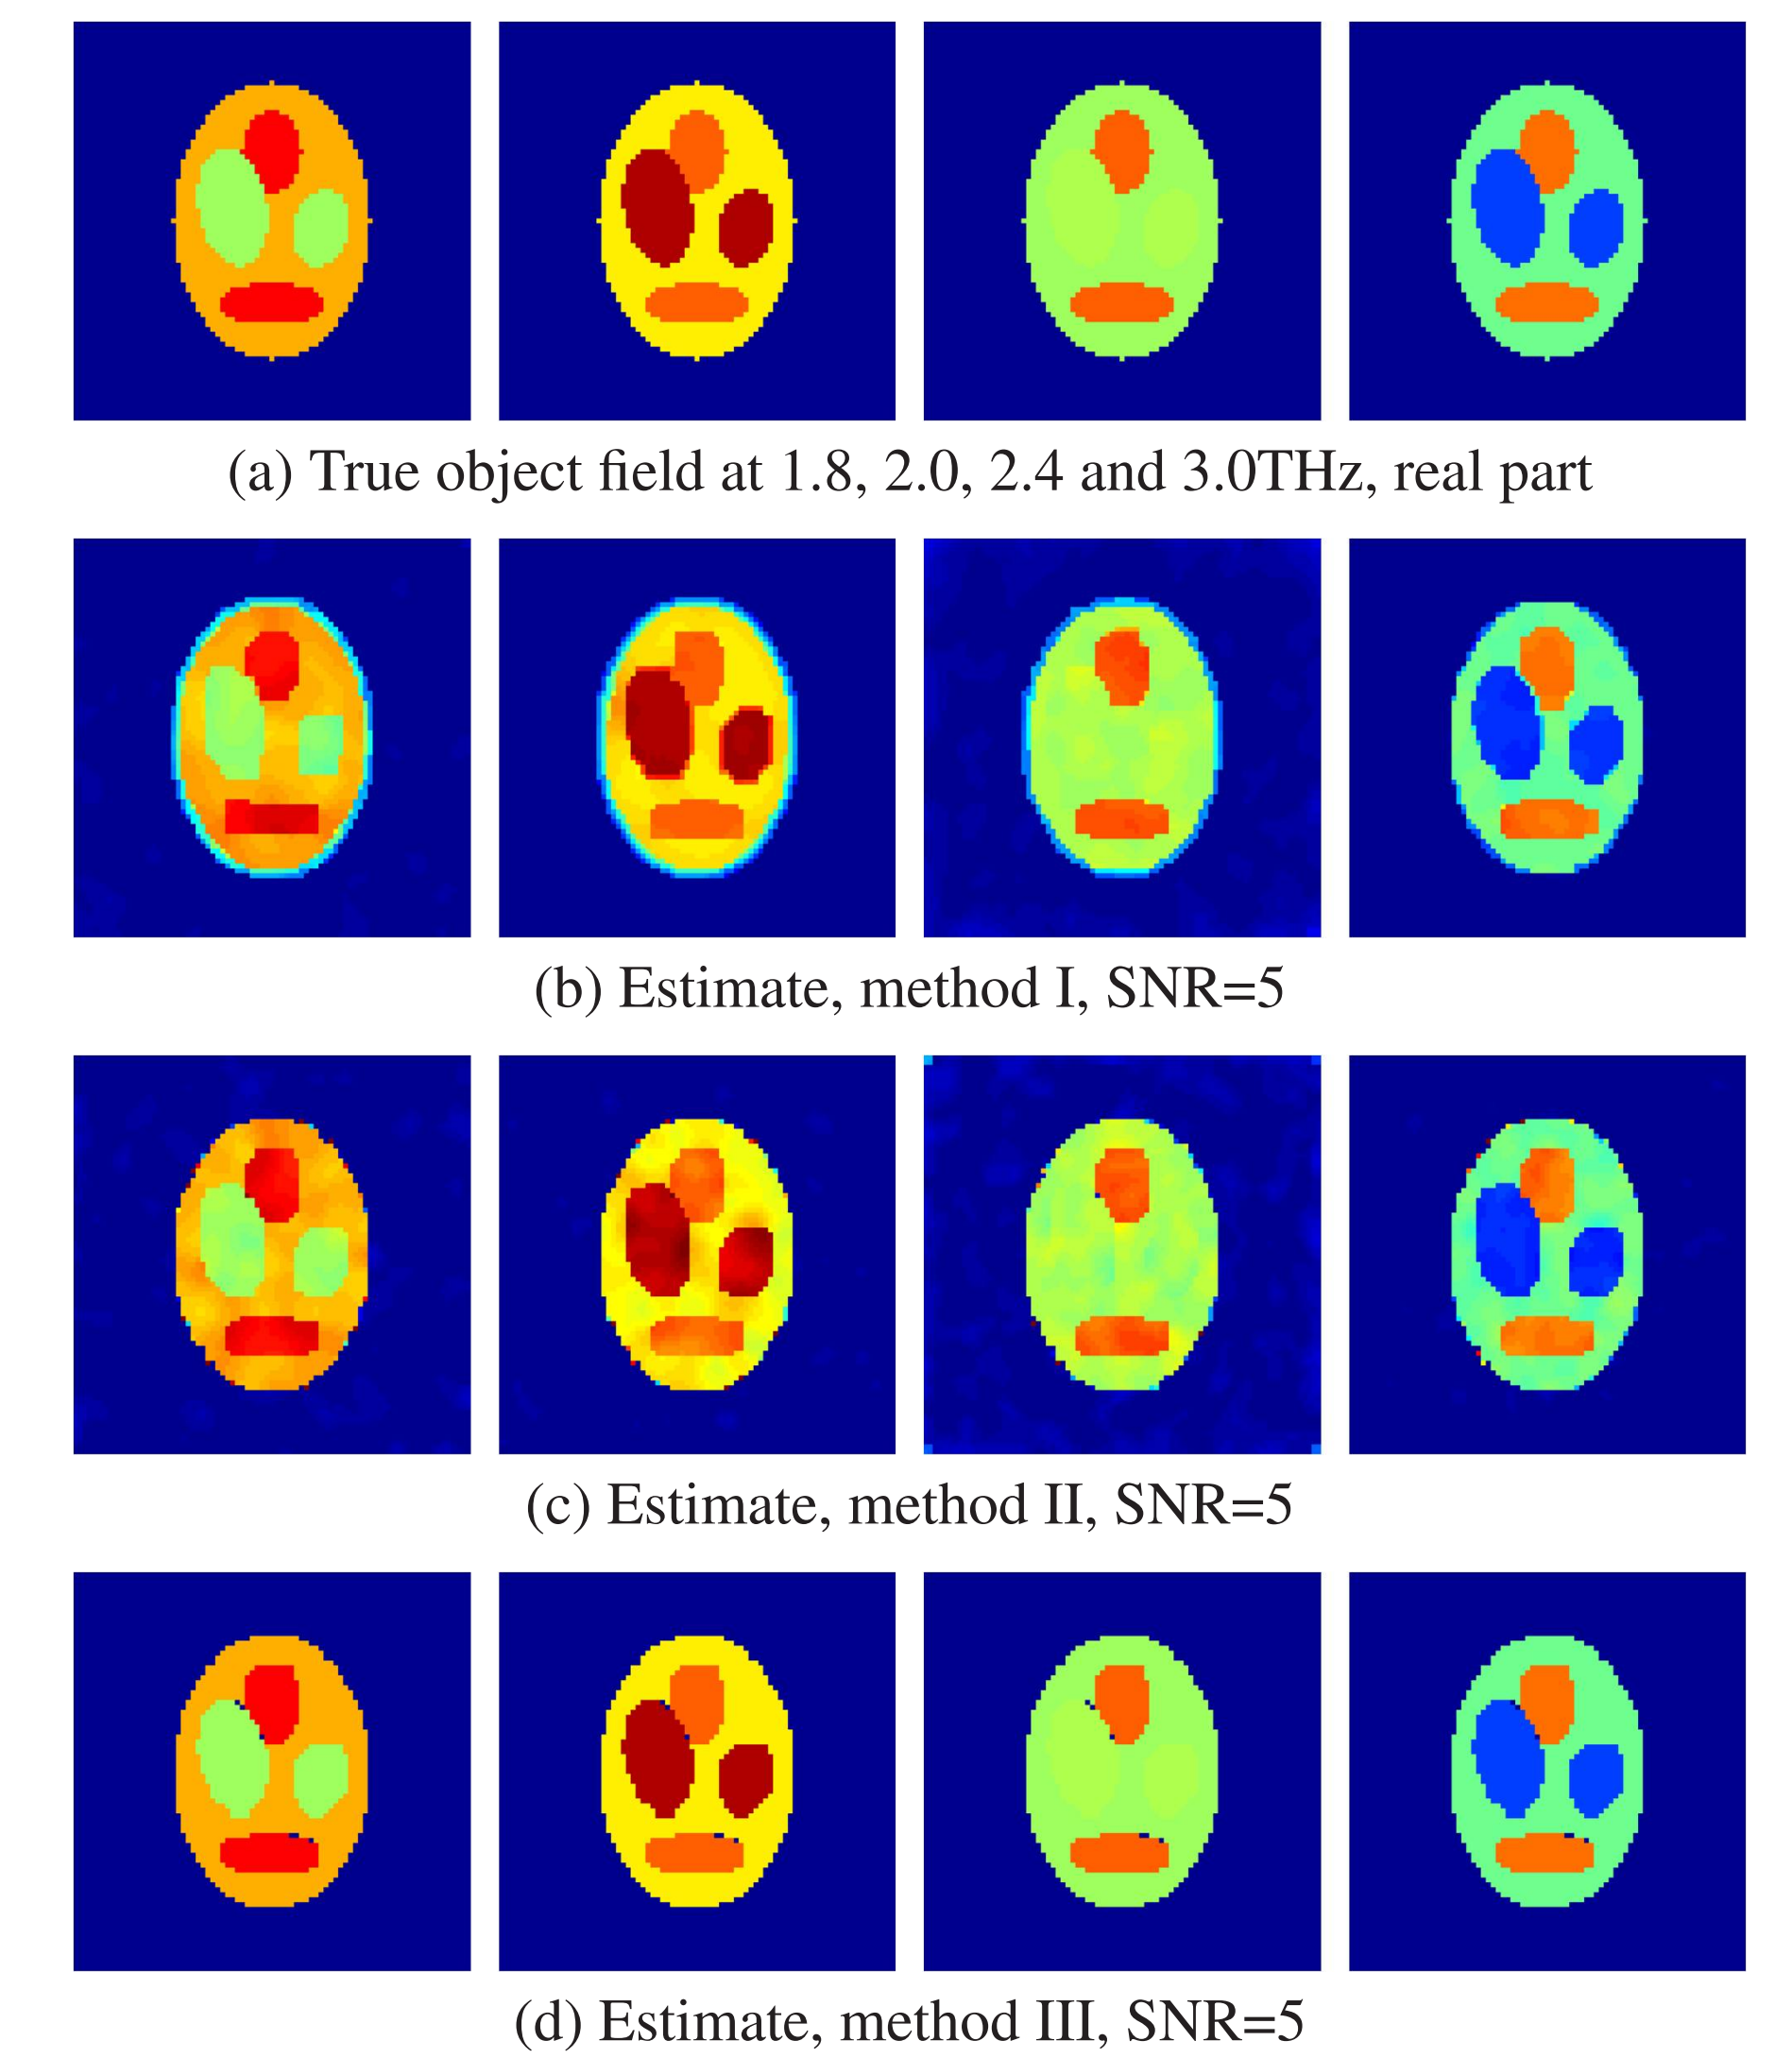 (a) True object field at 1.8, 2.0, 2.4 and 3.0THz, real part
(b) Estimate, method I, SNR=5
(c) Estimate, method II, SNR=5
(d) Estimate, method III, SNR=5